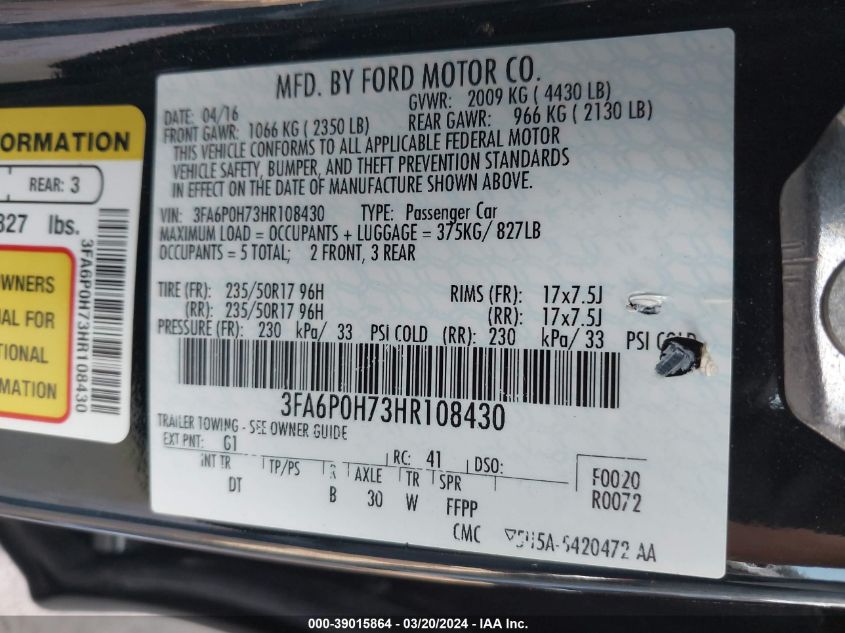 MFD. BY FORD MOTOR CO.
DATE: 04/16
GVWR: 2009 KG ( 4430 LB)
FRONT GAWR: 1066 KG ( 2350 LB)
REAR GAWR: 966 KG ( 2130 LB)
THIS VEHICLE CONFORMS TO ALL APPLICABLE FEDERAL MOTOR
VEHICLE SAFETY, BUMPER, AND THEFT PREVENTION STANDARDS
IN EFFECT ON THE DATE OF MANUFACTURE SHOWN ABOVE.
VIN: 3FA6P0H73HR108430 TYPE: Passenger Car
MAXIMUM LOAD = OCCUPANTS + LUGGAGE = 375KG/ 827LB
OCCUPANTS = 5 TOTAL; 2 FRONT, 3 REAR
TIRE (FR): 235/50R17 96H RIMS (FR): 17x7.5J
(RR): 235/50R17 96H (RR): 17x7.5J
PRESSURE (FR): 230 kPa/ 33 PSI COLD (RR): 230 kPa/ 33 PSI COLD
3FA6P0H73HR108430
TRAILER TOWING - SEE OWNER GUIDE
EXT PNT: G1 RC: 41 DSO:
INT TR TP/PS R AXLE TR SPR
DT B 30 W FFPP
F0020
R0072
CMC 5420472 AA
ORMATION
REAR: 3
827 lbs.
OWNERS
UAL FOR
TIONAL
MATION
3FA6P0H73HR108430
000-39015864 - 03/20/2024 - IAA Inc.